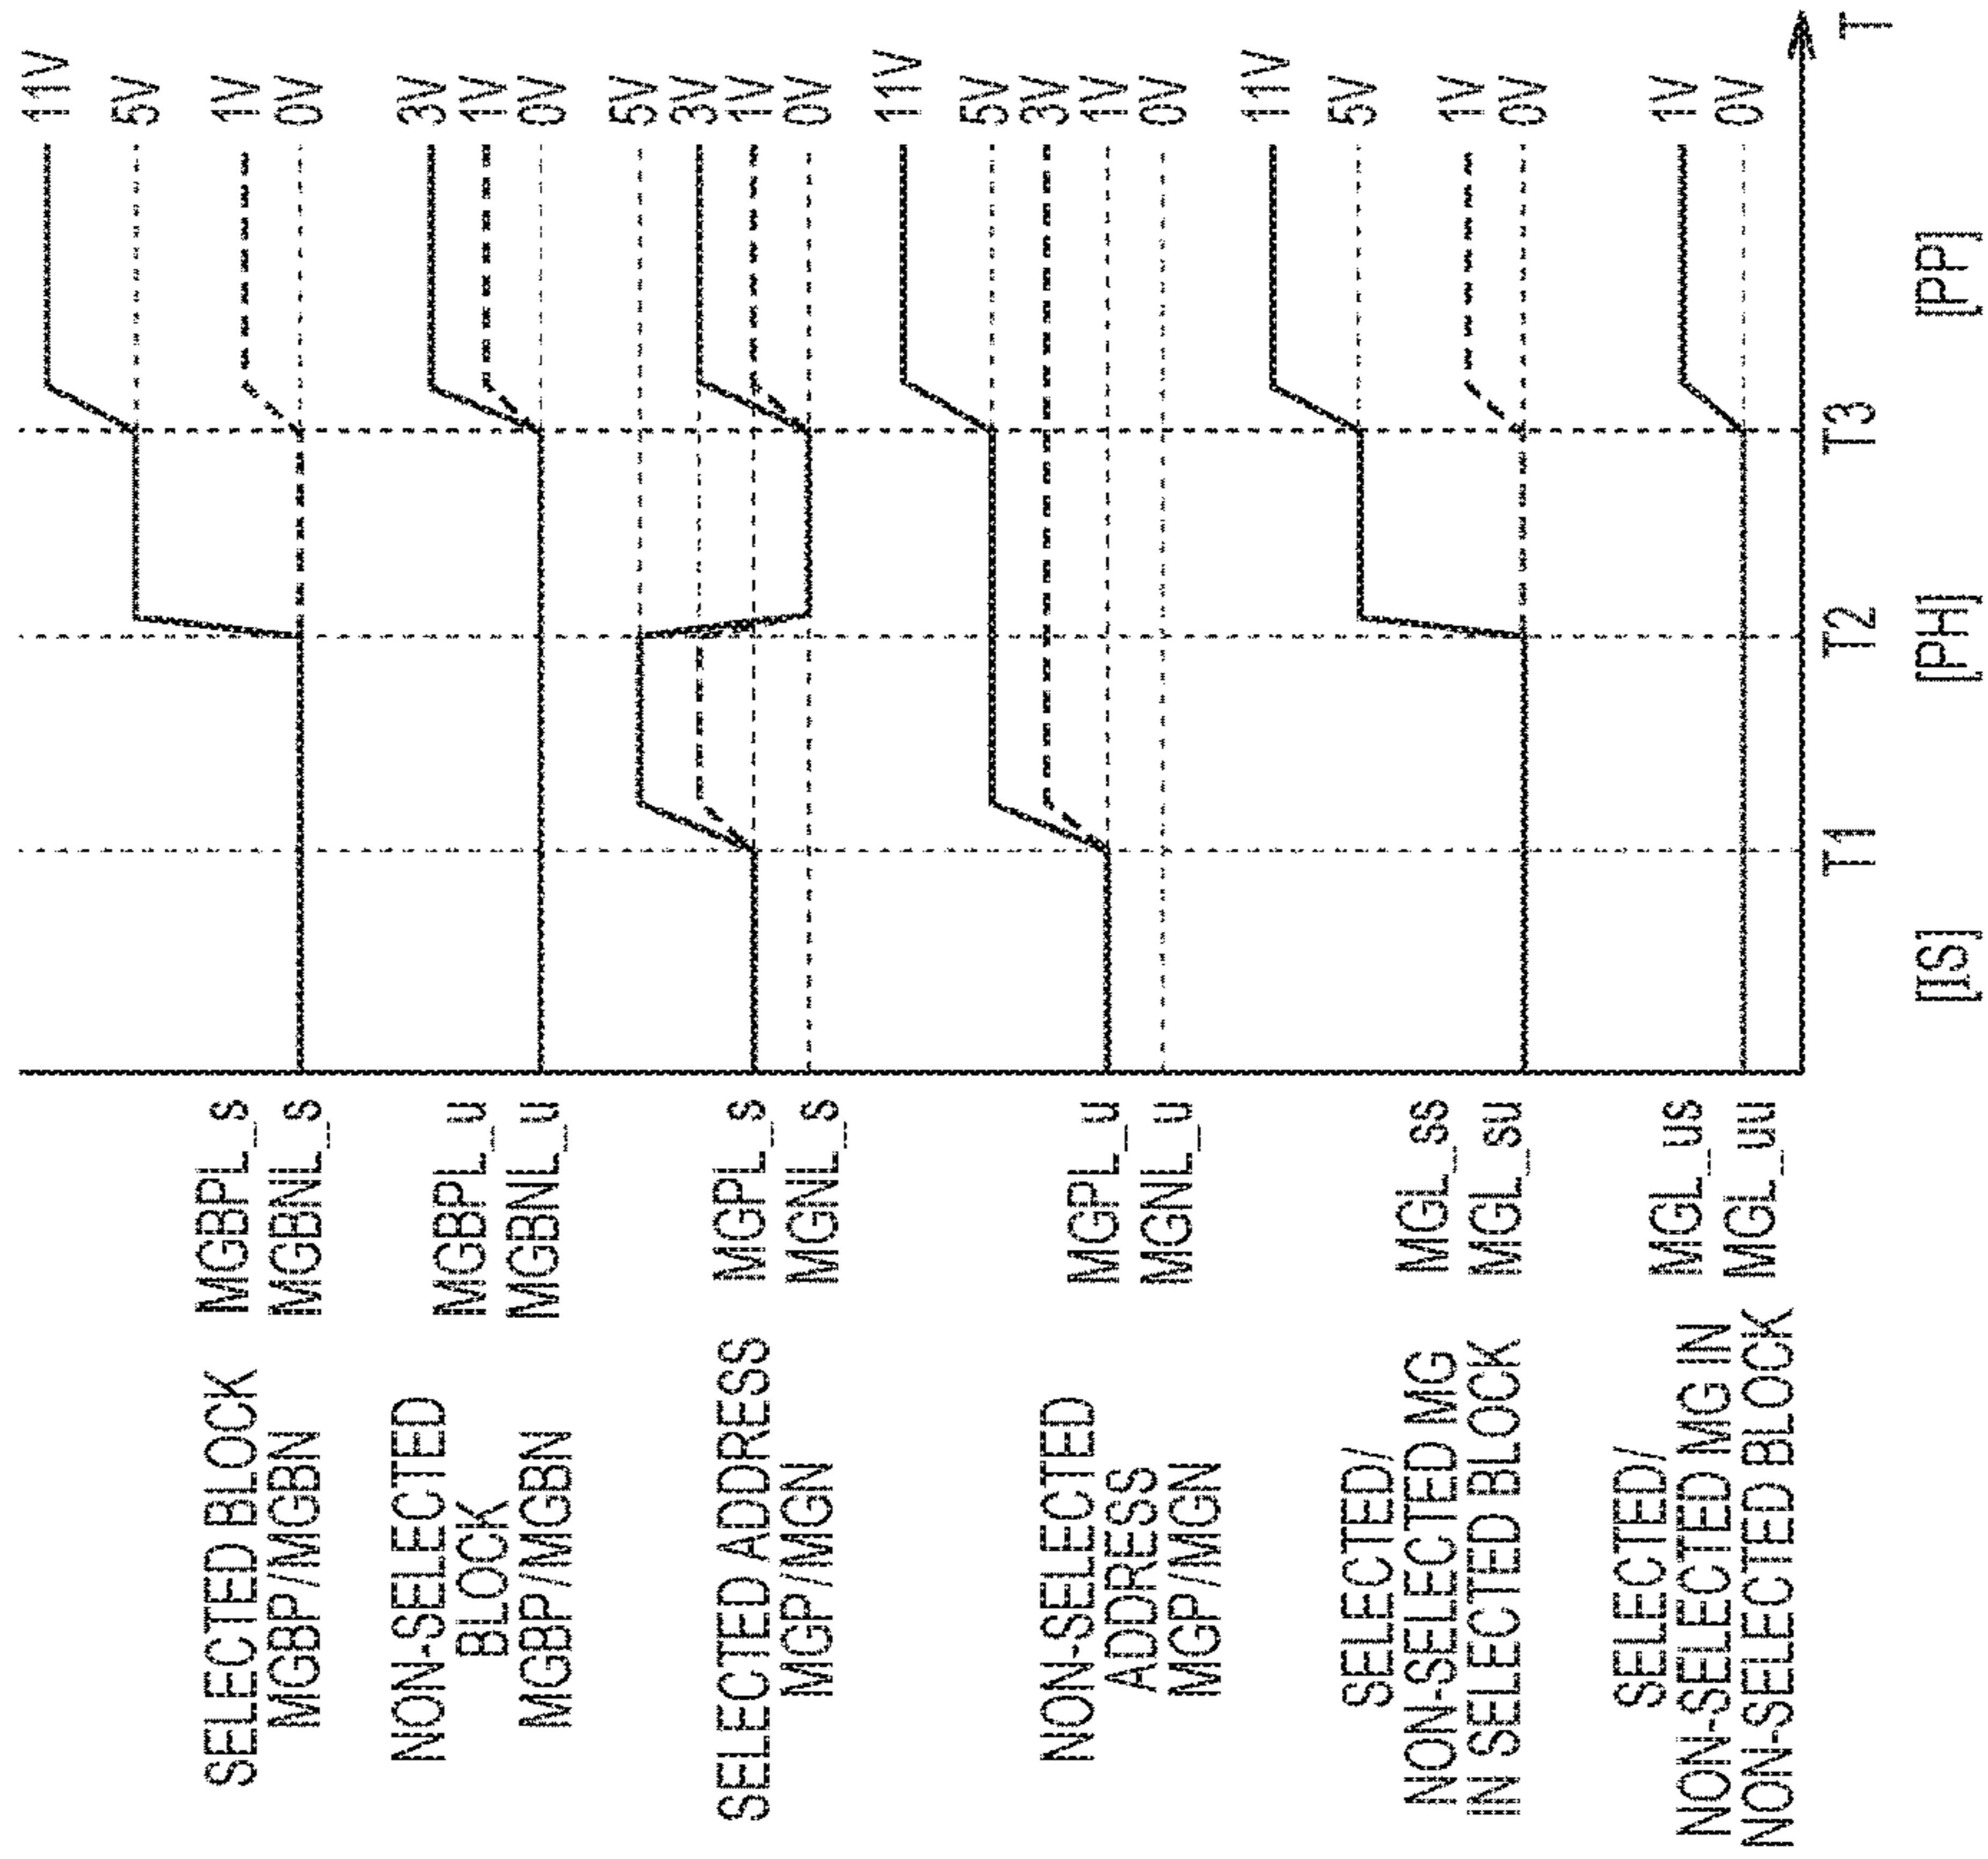 SELECTED BLOCK
MGBP/MGBN
MGBPL_s
MGBNL_s
11V
5V
1V
0V
NON-SELECTED
BLOCK
MGBP/MGBN
MGBPL_u
MGBNL_u
3V
1V
0V
SELECTED ADDRESS
MGP/MGN
MGPL_s
MGNL_s
5V
3V
1V
0V
NON-SELECTED
ADDRESS
MGP/MGN
MGPL_u
MGNL_u
11V
5V
3V
1V
0V
SELECTED/
NON-SELECTED MG
IN SELECTED BLOCK
MGL_ss
MGL_su
11V
5V
1V
0V
SELECTED/
NON-SELECTED MG IN
NON-SELECTED BLOCK
MGL_us
MGL_uu
1V
0V
T1
T2
T3
T
[IS]
[PH]
[PP]